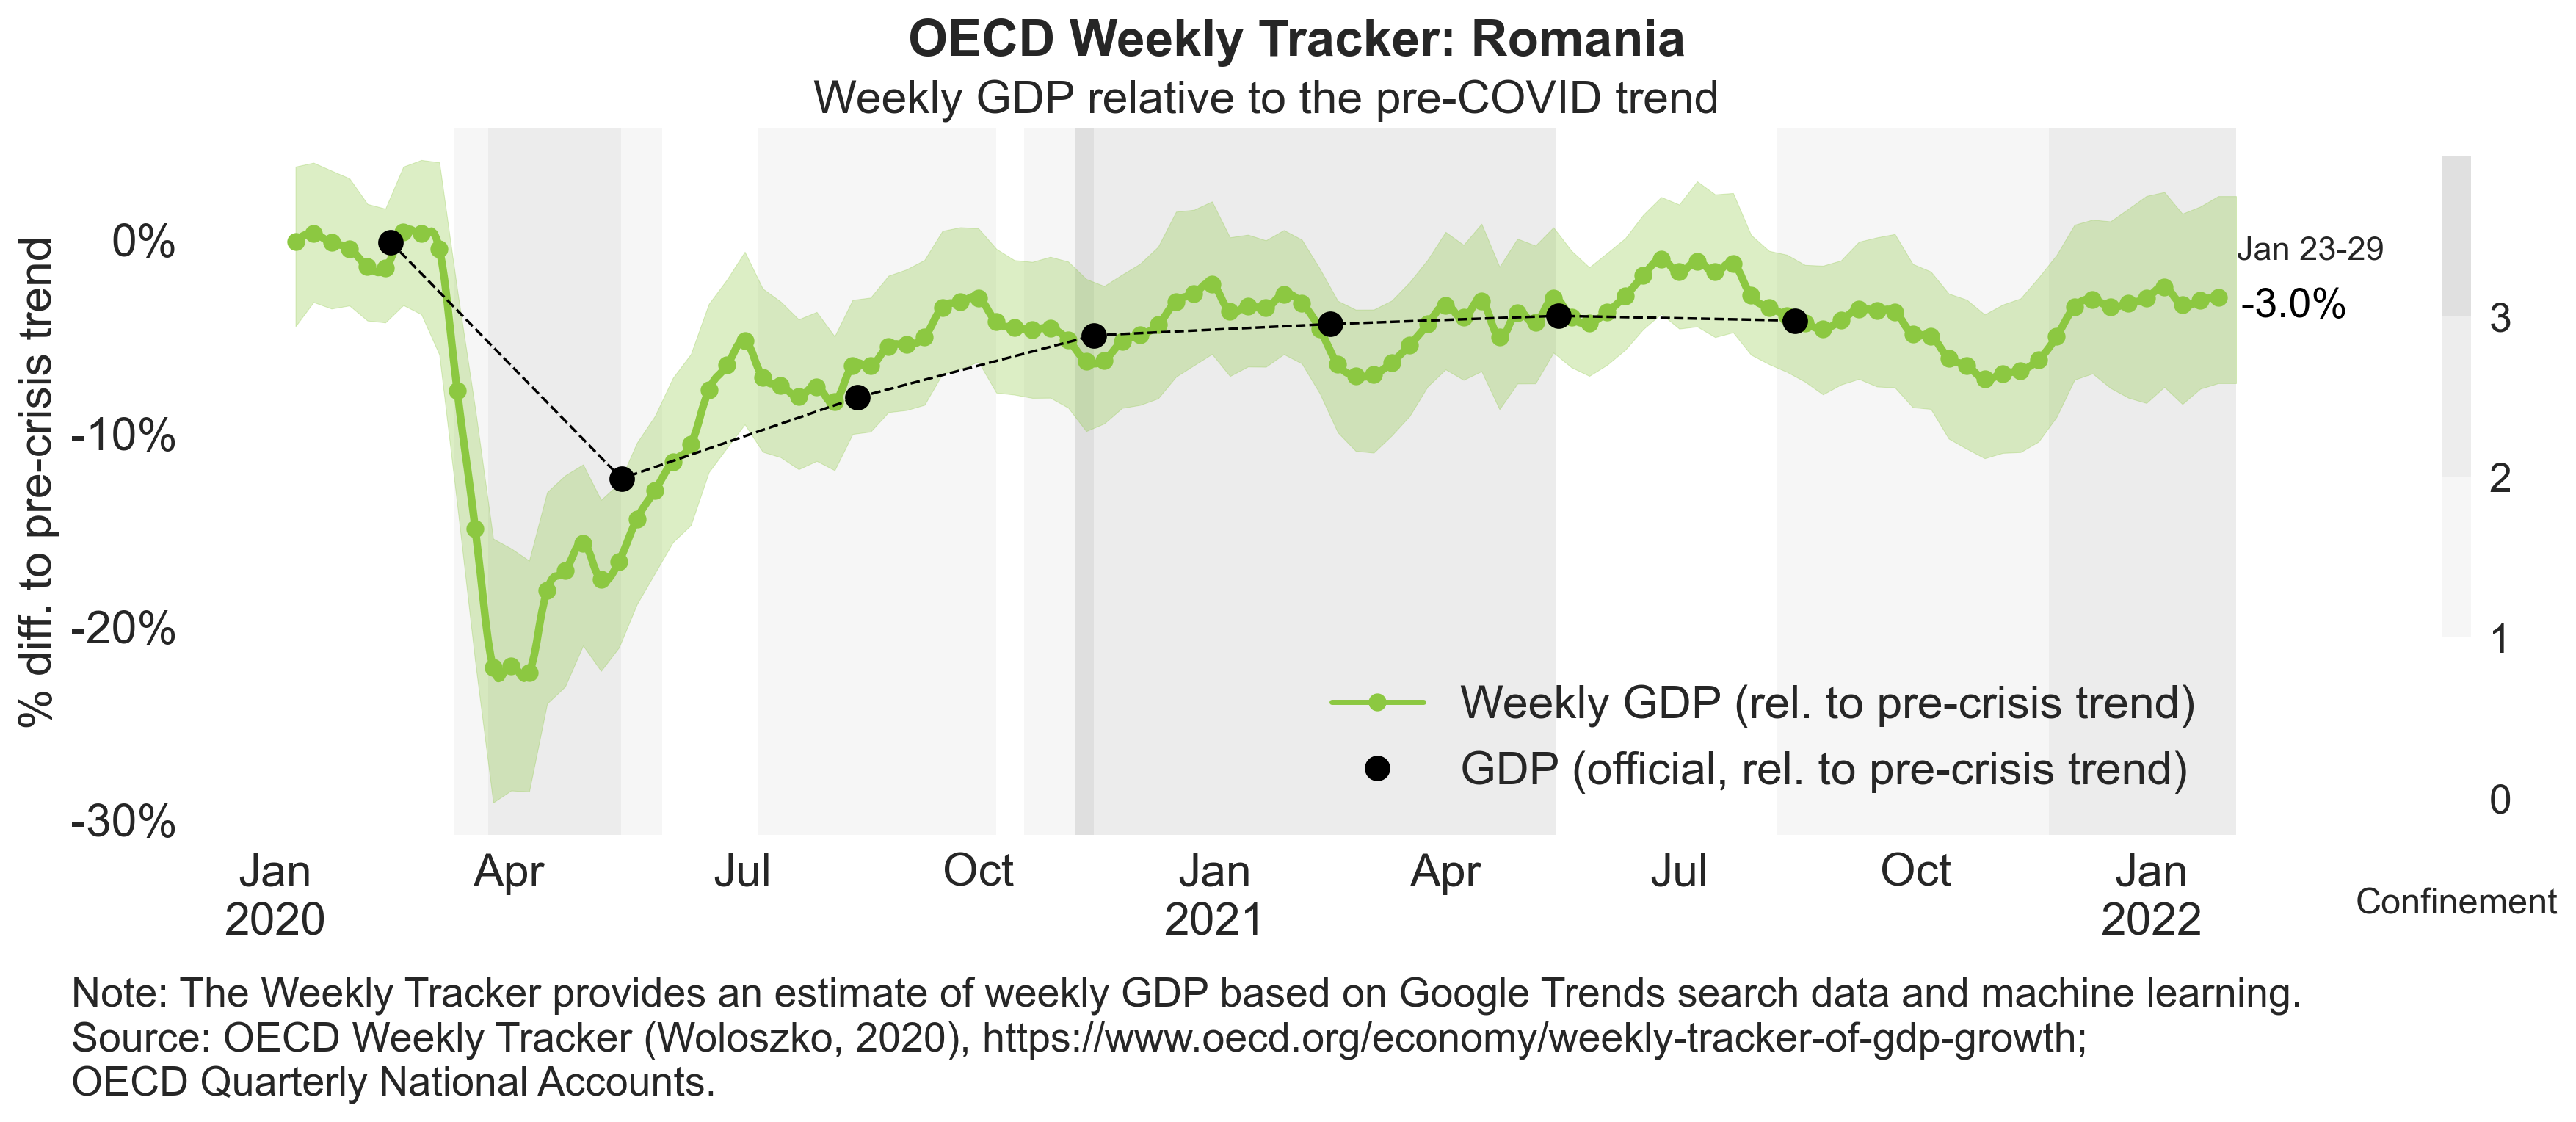 OECD Weekly Tracker: Romania
Weekly GDP relative to the pre-COVID trend
% diff. to pre-crisis trend
0%
-10%
-20%
-30%
Jan 23-29
-3.0%
Weekly GDP (rel. to pre-crisis trend)
GDP (official, rel. to pre-crisis trend)
3
2
1
0
Confinement
Jan Apr Jul Oct Jan Apr Jul Oct Jan
2020 2021 2022
Note: The Weekly Tracker provides an estimate of weekly GDP based on Google Trends search data and machine learning.
Source: OECD Weekly Tracker (Woloszko, 2020), https://www.oecd.org/economy/weekly-tracker-of-gdp-growth;
OECD Quarterly National Accounts.